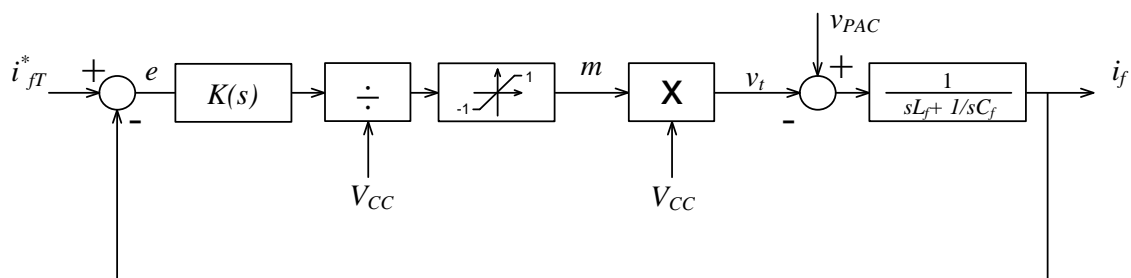 v_PAC
i*_fT
+
e
K(s)
÷
1
-1
m
X
v_t
+
1
sL_f+ 1/sC_f
i_f
-
-
V_CC
V_CC